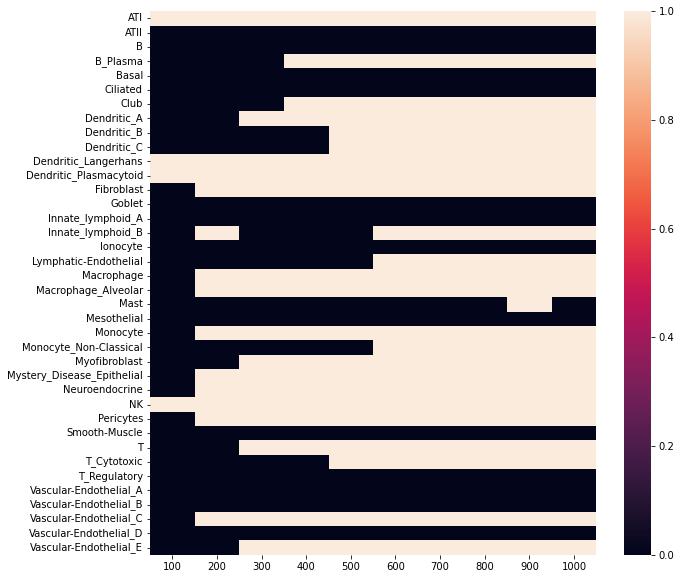 ATI
ATII
B
B_Plasma
Basal
Ciliated
Club
Dendritic_A
Dendritic_B
Dendritic_C
Dendritic_Langerhans
Dendritic_Plasmacytoid
Fibroblast
Goblet
Innate_lymphoid_A
Innate_lymphoid_B
Ionocyte
Lymphatic-Endothelial
Macrophage
Macrophage_Alveolar
Mast
Mesothelial
Monocyte
Monocyte_Non-Classical
Myofibroblast
Mystery_Disease_Epithelial
Neuroendocrine
NK
Pericytes
Smooth-Muscle
T
T_Cytotoxic
T_Regulatory
Vascular-Endothelial_A
Vascular-Endothelial_B
Vascular-Endothelial_C
Vascular-Endothelial_D
Vascular-Endothelial_E
100 200 300 400 500 600 700 800 900 1000
1.0
0.8
0.6
0.4
0.2
0.0